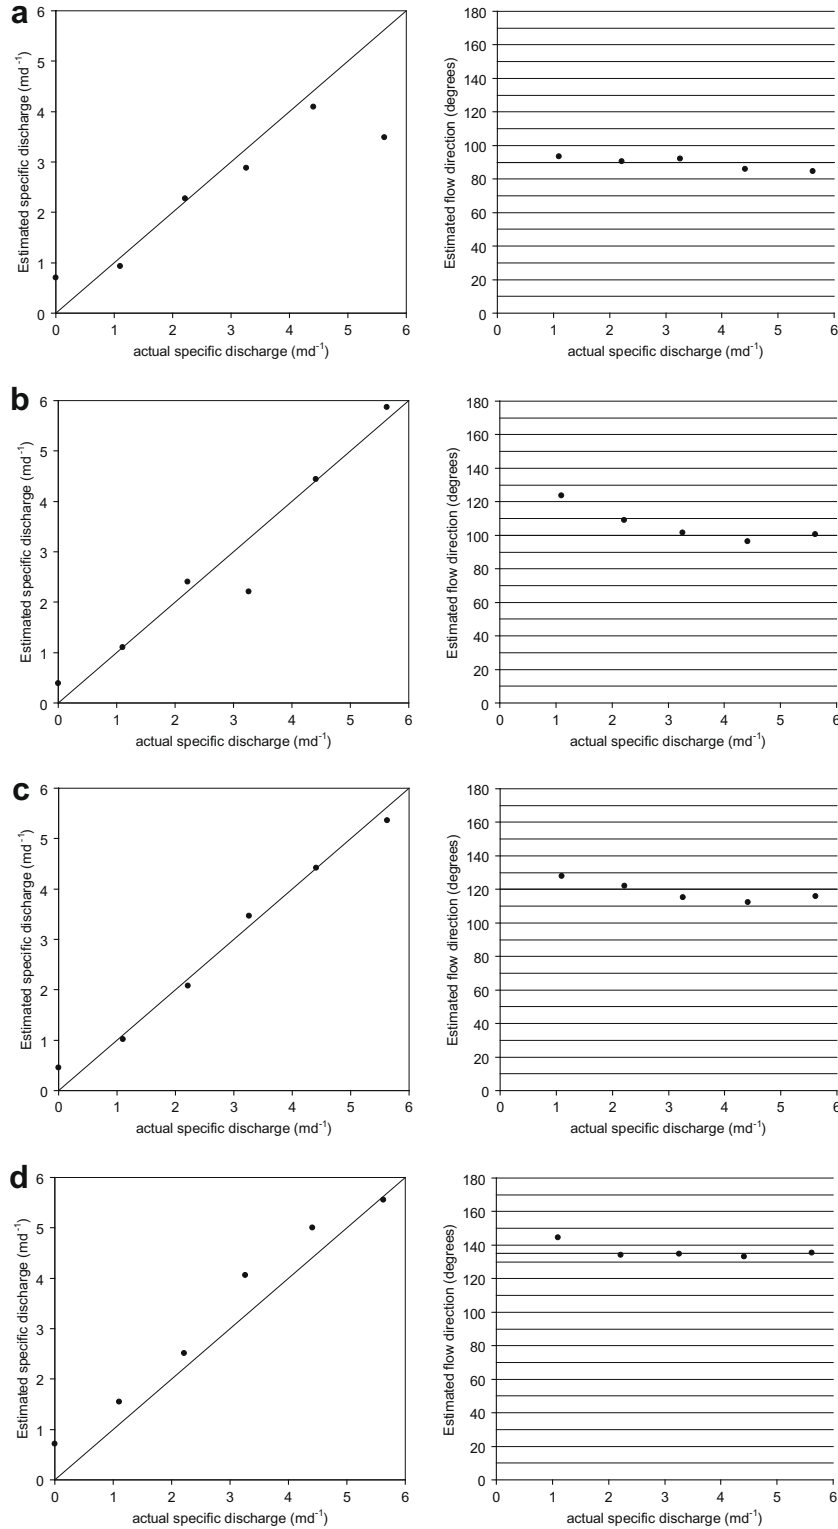 a
Estimated specific discharge (md⁻¹)
6
5
4
3
2
1
0
0 1 2 3 4 5 6
actual specific discharge (md⁻¹)
Estimated flow direction (degrees)
180
160
140
120
100
80
60
40
20
0
0 1 2 3 4 5 6
actual specific discharge (md⁻¹)
b
Estimated specific discharge (md⁻¹)
6
5
4
3
2
1
0
0 1 2 3 4 5 6
actual specific discharge (md⁻¹)
Estimated flow direction (degrees)
180
160
140
120
100
80
60
40
20
0
0 1 2 3 4 5 6
actual specific discharge (md⁻¹)
c
Estimated specific discharge (md⁻¹)
6
5
4
3
2
1
0
0 1 2 3 4 5 6
actual specific discharge (md⁻¹)
Estimated flow direction (degrees)
180
160
140
120
100
80
60
40
20
0
0 1 2 3 4 5 6
actual specific discharge (md⁻¹)
d
Estimated specific discharge (md⁻¹)
6
5
4
3
2
1
0
0 1 2 3 4 5 6
actual specific discharge (md⁻¹)
Estimated flow direction (degrees)
180
160
140
120
100
80
60
40
20
0
0 1 2 3 4 5 6
actual specific discharge (md⁻¹)